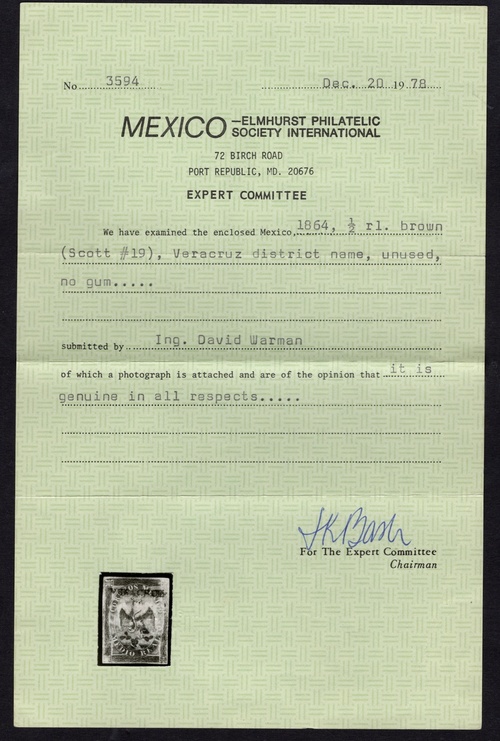 No. 3594 Dec. 20 19 78
MEXICO —ELMHURST PHILATELIC
SOCIETY INTERNATIONAL
72 BIRCH ROAD
PORT REPUBLIC, MD. 20676
EXPERT COMMITTEE
We have examined the enclosed Mexico, 1864, ½ rl. brown
(Scott #19), Veracruz district name, unused,
no gum.....
submitted by Ing. David Warman
of which a photograph is attached and are of the opinion that it is
genuine in all respects.....
For The Expert Committee
Chairman